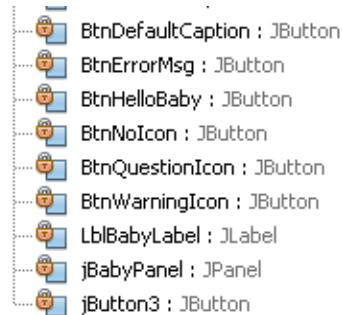 BtnDefaultCaption : JButton
BtnErrorMsg : JButton
BtnHelloBaby : JButton
BtnNoIcon : JButton
BtnQuestionIcon : JButton
BtnWarningIcon : JButton
LblBabyLabel : JLabel
jBabyPanel : JPanel
jButton3 : JButton